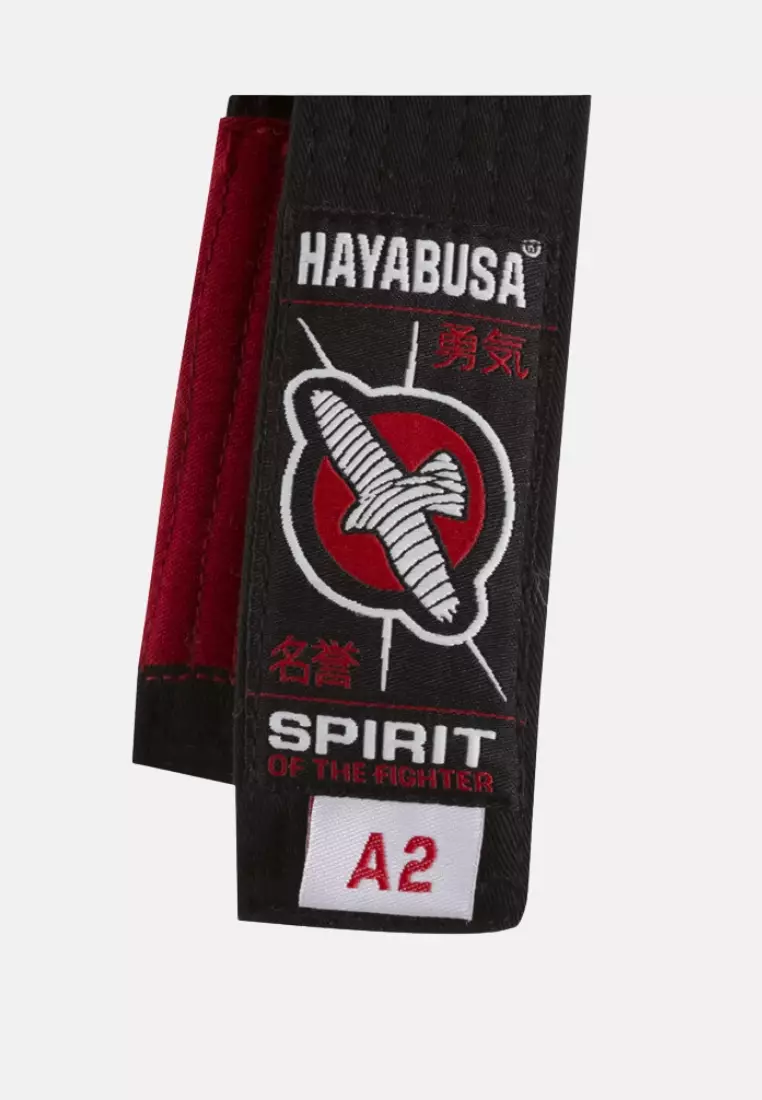 HAYABUSA
勇気
名誉
SPIRIT
OF THE FIGHTER
A2